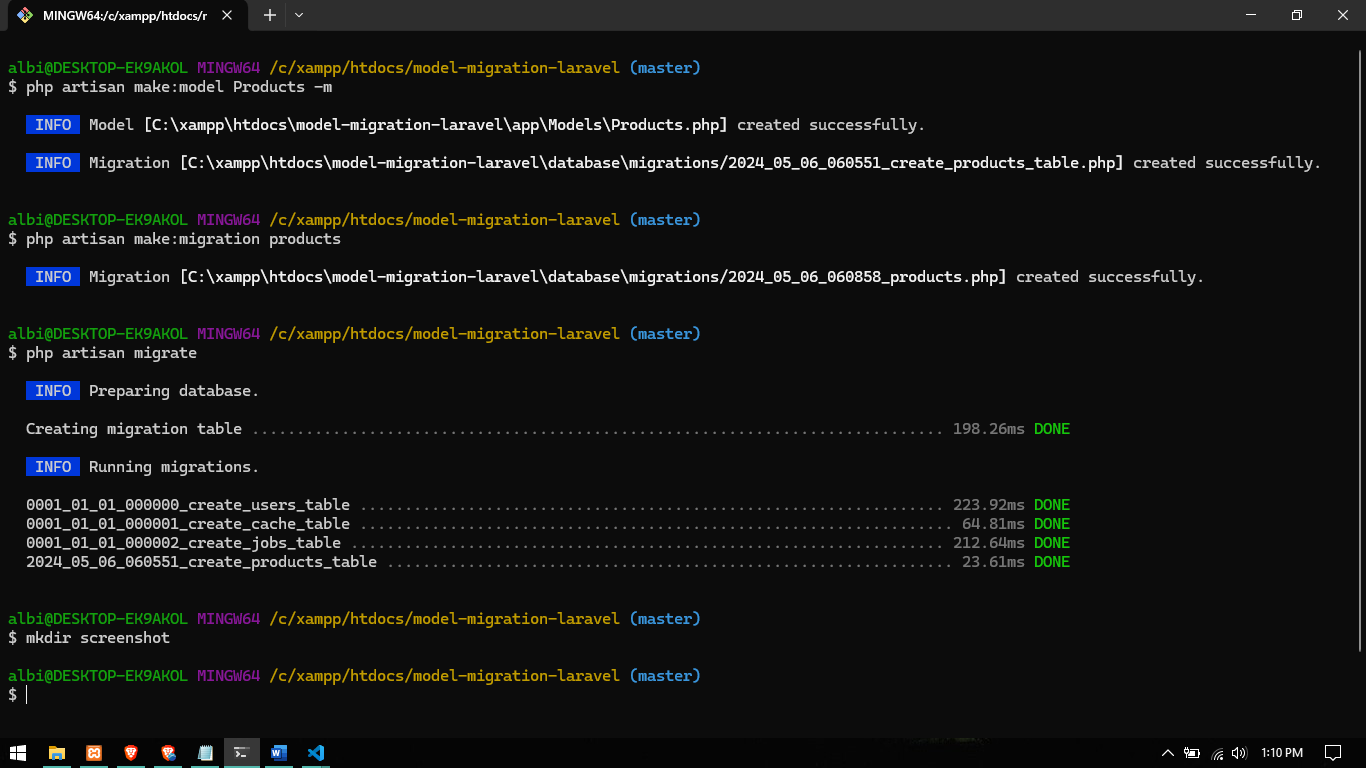 MINGW64:/c/xampp/htdocs/r
albi@DESKTOP-EK9AKOL MINGW64 /c/xampp/htdocs/model-migration-laravel (master)
$ php artisan make:model Products -m
INFO Model [C:\xampp\htdocs\model-migration-laravel\app\Models\Products.php] created successfully.
INFO Migration [C:\xampp\htdocs\model-migration-laravel\database\migrations/2024_05_06_060551_create_products_table.php] created successfully.
albi@DESKTOP-EK9AKOL MINGW64 /c/xampp/htdocs/model-migration-laravel (master)
$ php artisan make:migration products
INFO Migration [C:\xampp\htdocs\model-migration-laravel\database\migrations/2024_05_06_060858_products.php] created successfully.
albi@DESKTOP-EK9AKOL MINGW64 /c/xampp/htdocs/model-migration-laravel (master)
$ php artisan migrate
INFO Preparing database.
Creating migration table ............................................................................. 198.26ms DONE
INFO Running migrations.
0001_01_01_000000_create_users_table ................................................................. 223.92ms DONE
0001_01_01_000001_create_cache_table .................................................................. 64.81ms DONE
0001_01_01_000002_create_jobs_table .................................................................. 212.64ms DONE
2024_05_06_060551_create_products_table ............................................................... 23.61ms DONE
albi@DESKTOP-EK9AKOL MINGW64 /c/xampp/htdocs/model-migration-laravel (master)
$ mkdir screenshot
albi@DESKTOP-EK9AKOL MINGW64 /c/xampp/htdocs/model-migration-laravel (master)
$
1:10 PM